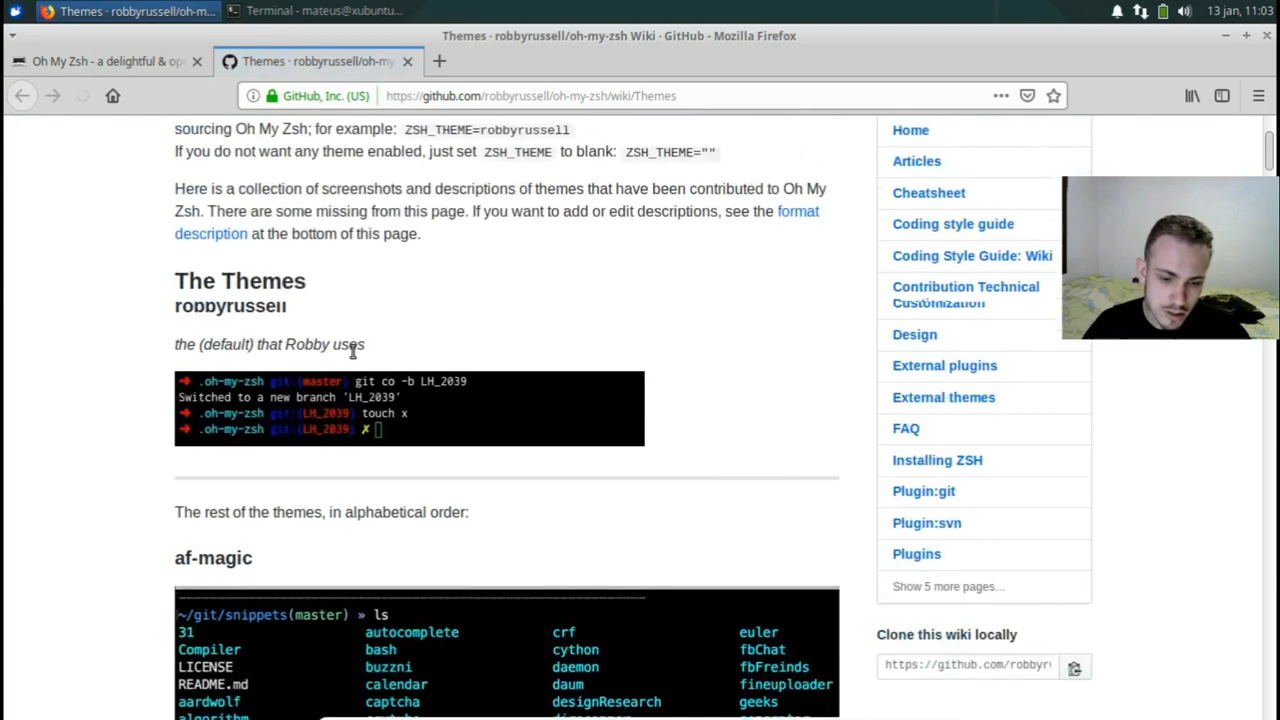 Themes · robbyrussell/oh-m...
Terminal - mateus@xubuntu...
13 jan, 11:03
Themes · robbyrussell/oh-my-zsh Wiki · GitHub - Mozilla Firefox
Oh My Zsh - a delightful & ope
Themes · robbyrussell/oh-my
GitHub, Inc. (US)
https://github.com/robbyrussell/oh-my-zsh/wiki/Themes
sourcing Oh My Zsh; for example: ZSH_THEME=robbyrussell
If you do not want any theme enabled, just set ZSH_THEME to blank: ZSH_THEME=""
Here is a collection of screenshots and descriptions of themes that have been contributed to Oh My
Zsh. There are some missing from this page. If you want to add or edit descriptions, see the format
description at the bottom of this page.
The Themes
robbyrussell
the (default) that Robby uses
➜ .oh-my-zsh git:(master) git co -b LH_2039
Switched to a new branch 'LH_2039'
➜ .oh-my-zsh git:(LH_2039) touch x
➜ .oh-my-zsh git:(LH_2039) ✗
The rest of the themes, in alphabetical order:
af-magic
~/git/snippets(master) » ls
31 autocomplete crf euler
Compiler bash cython fbChat
LICENSE buzzni daemon fbFreinds
README.md calendar daum fineuploader
aardwolf captcha designResearch geeks
Home
Articles
Cheatsheet
Coding style guide
Coding Style Guide: Wiki
Contribution Technical
Customization
Design
External plugins
External themes
FAQ
Installing ZSH
Plugin:git
Plugin:svn
Plugins
Show 5 more pages...
Clone this wiki locally
https://github.com/robbyr